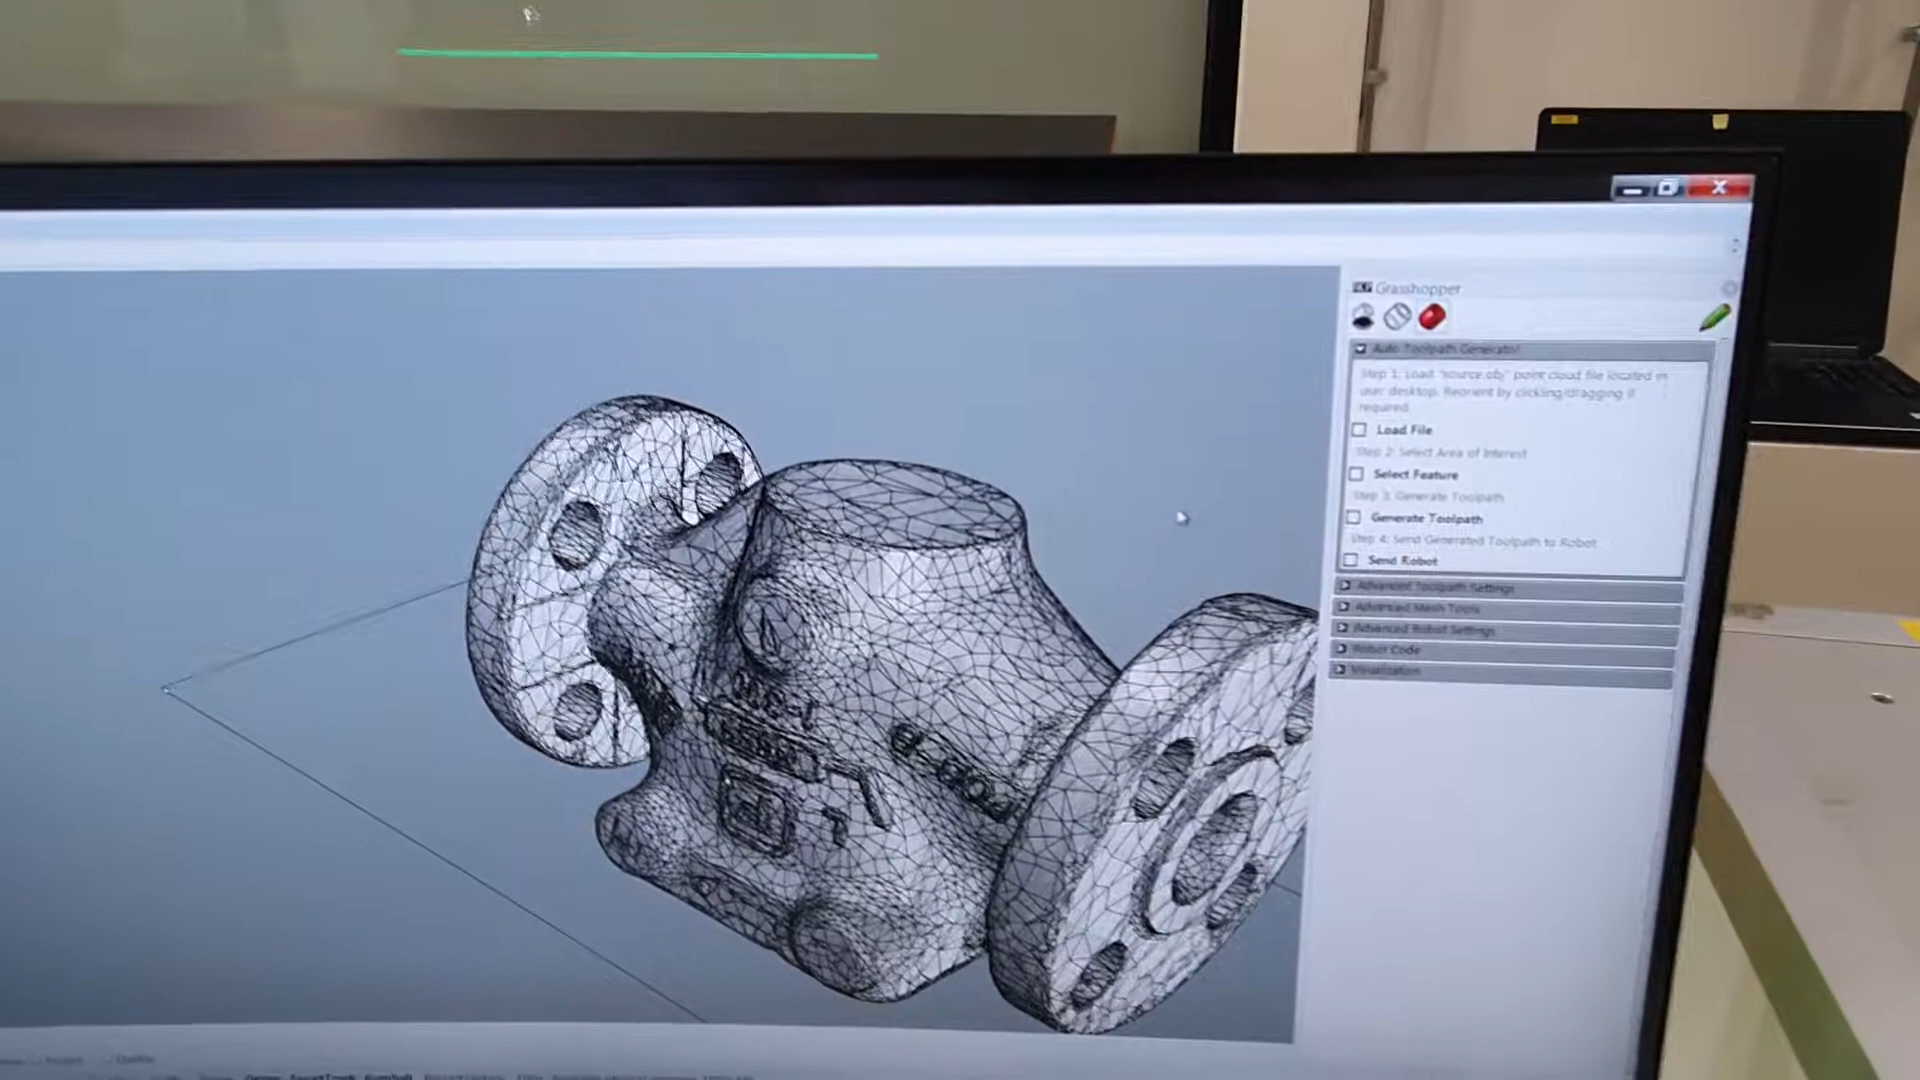 Grasshopper
Auto Toolpath Generator
Step 1: Load "source.obj" point cloud file located in
user desktop. Reorient by clicking/dragging if
required.
Load File
Step 2: Select Area of Interest
Select Feature
Step 3: Generate Toolpath
Generate Toolpath
Step 4: Send Generated Toolpath to Robot
Send Robot
Advanced Toolpath Settings
Advanced Mesh Tools
Advanced Robot Settings
Robot Code
Visualization